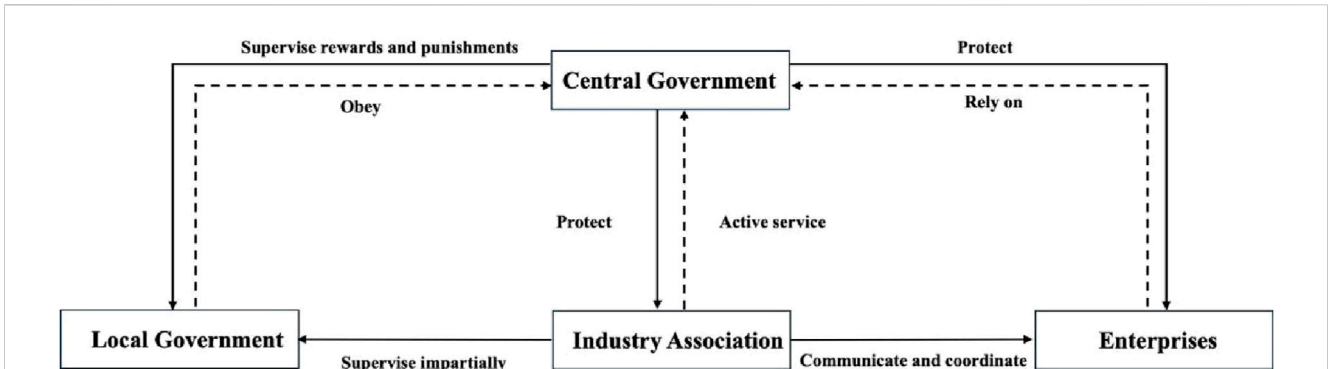 Supervise rewards and punishments
Protect
Central Government
Obey
Rely on
Protect
Active service
Local Government
Industry Association
Enterprises
Supervise impartially
Communicate and coordinate